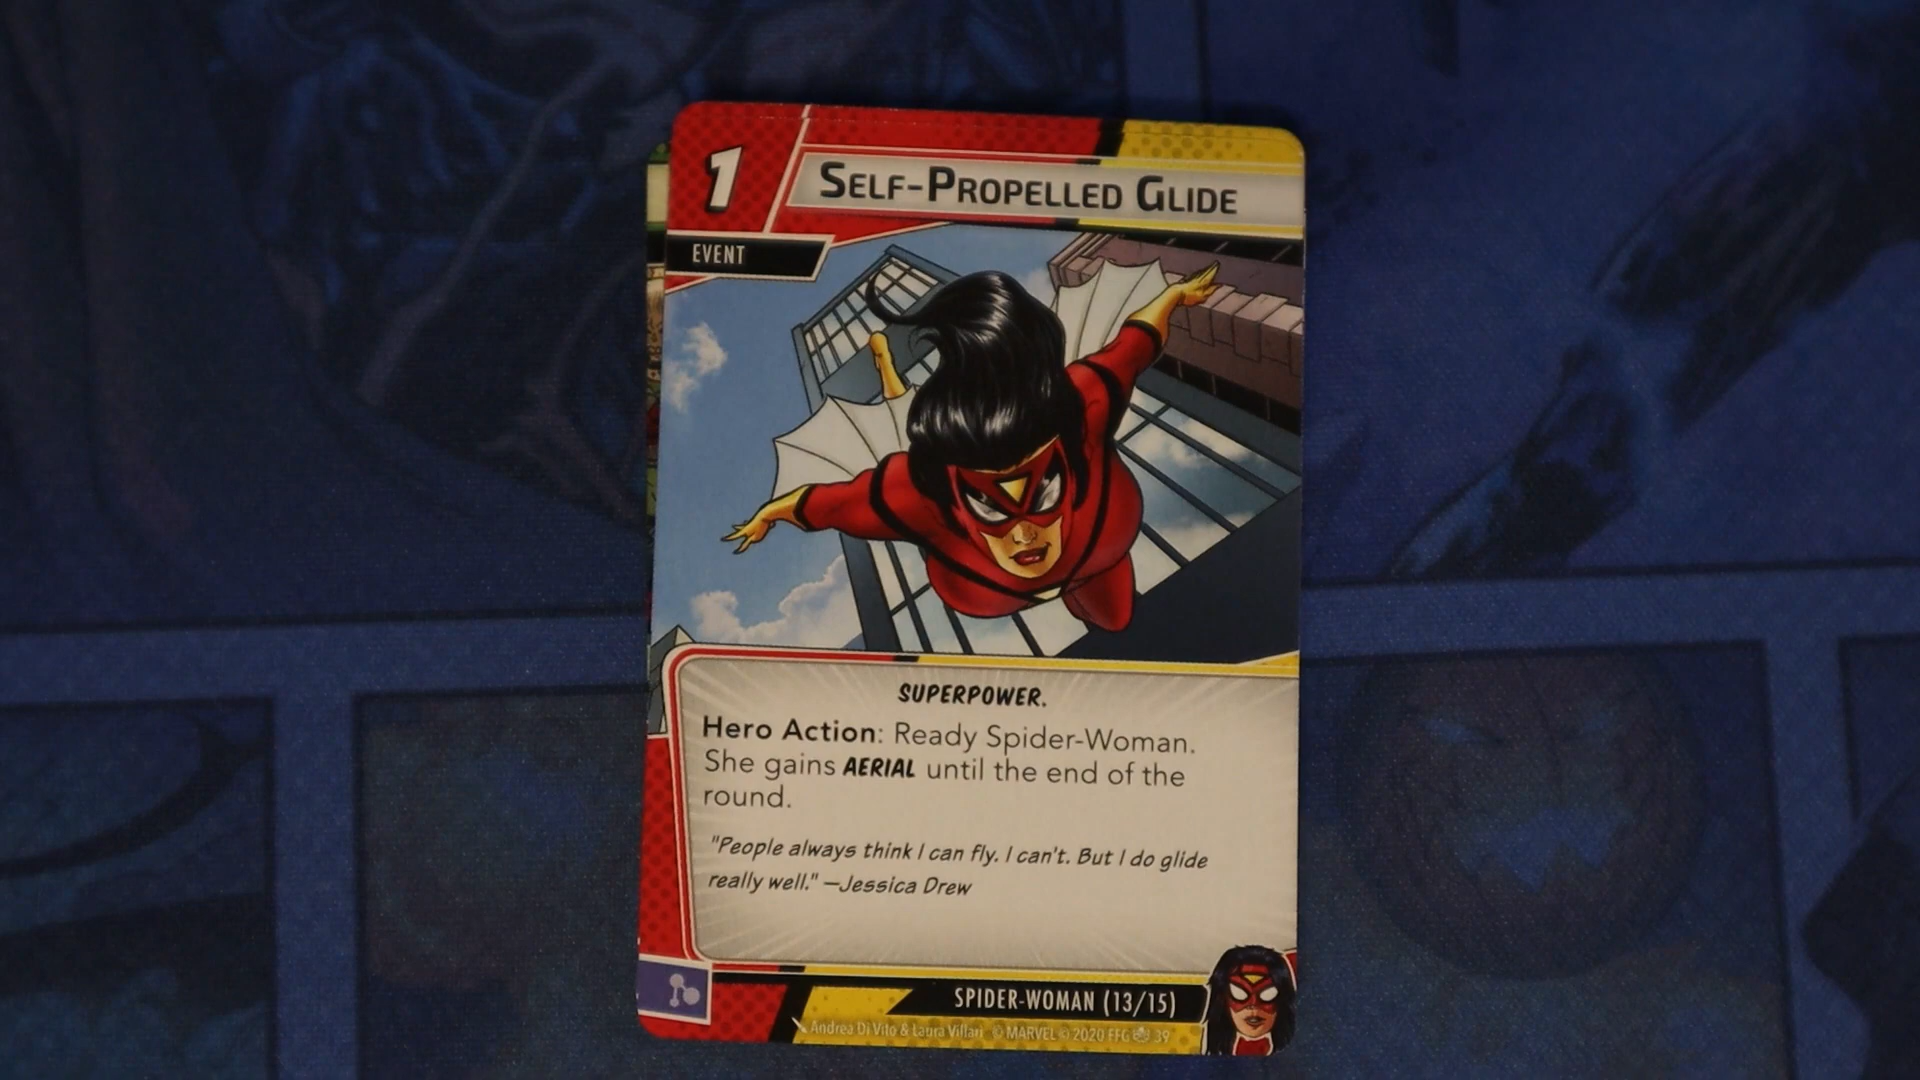 1
SELF-PROPELLED GLIDE
EVENT
SUPERPOWER.
Hero Action: Ready Spider-Woman.
She gains AERIAL until the end of the
round.
"People always think I can fly. I can't. But I do glide
really well." —Jessica Drew
SPIDER-WOMAN (13/15)
Andrea Di Vito & Laura Villari © MARVEL © 2020 FFG 39